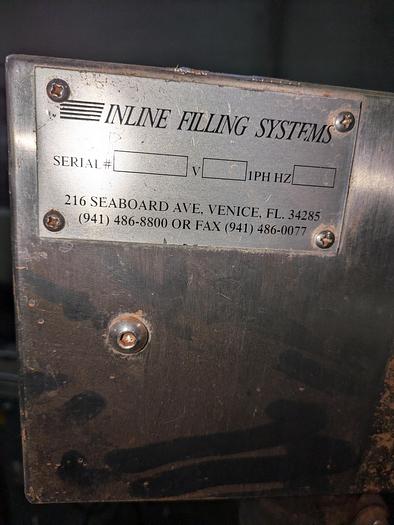 INLINE FILLING SYSTEMS
SERIAL# V 1PH HZ
216 SEABOARD AVE, VENICE, FL. 34285
(941) 486-8800 OR FAX (941) 486-0077